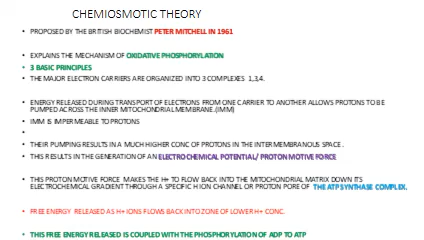 CHEMIOSMOTIC THEORY
• PROPOSED BY THE BRITISH BIOCHEMIST PETER MITCHELL IN 1961
• EXPLAINS THE MECHANISM OF OXIDATIVE PHOSPHORYLATION
• 3 BASIC PRINCIPLES
• THE MAJOR ELECTRON CARRIERS ARE ORGANIZED INTO 3 COMPLEXES 1,3,4.
• ENERGY RELEASED DURING TRANSPORT OF ELECTRONS FROM ONE CARRIER TO ANOTHER ALLOWS PROTONS TO BE
PUMPED ACROSS THE INNER MITOCHONDRIAL MEMBRANE.(IMM)
• IMM IS IMPERMEABLE TO PROTONS
•
• THEIR PUMPING RESULTS IN A MUCH HIGHER CONC OF PROTONS IN THE INTERMEMBRANOUS SPACE.
• THIS RESULTS IN THE GENERATION OF AN ELECTROCHEMICAL POTENTIAL/ PROTON MOTIVE FORCE
• THIS PROTON MOTIVE FORCE MAKES THE H+ TO FLOW BACK INTO THE MITOCHONDRIAL MATRIX DOWN ITS
ELECTROCHEMICAL GRADIENT THROUGH A SPECIFIC H ION CHANNEL OR PROTON PORE OF THE ATP SYNTHASE COMPLEX.
• FREE ENERGY RELEASED AS H+ IONS FLOWS BACK INTO ZONE OF LOWER H+ CONC.
• THIS FREE ENERGY RELEASED IS COUPLED WITH THE PHOSPHORYLATION OF ADP TO ATP